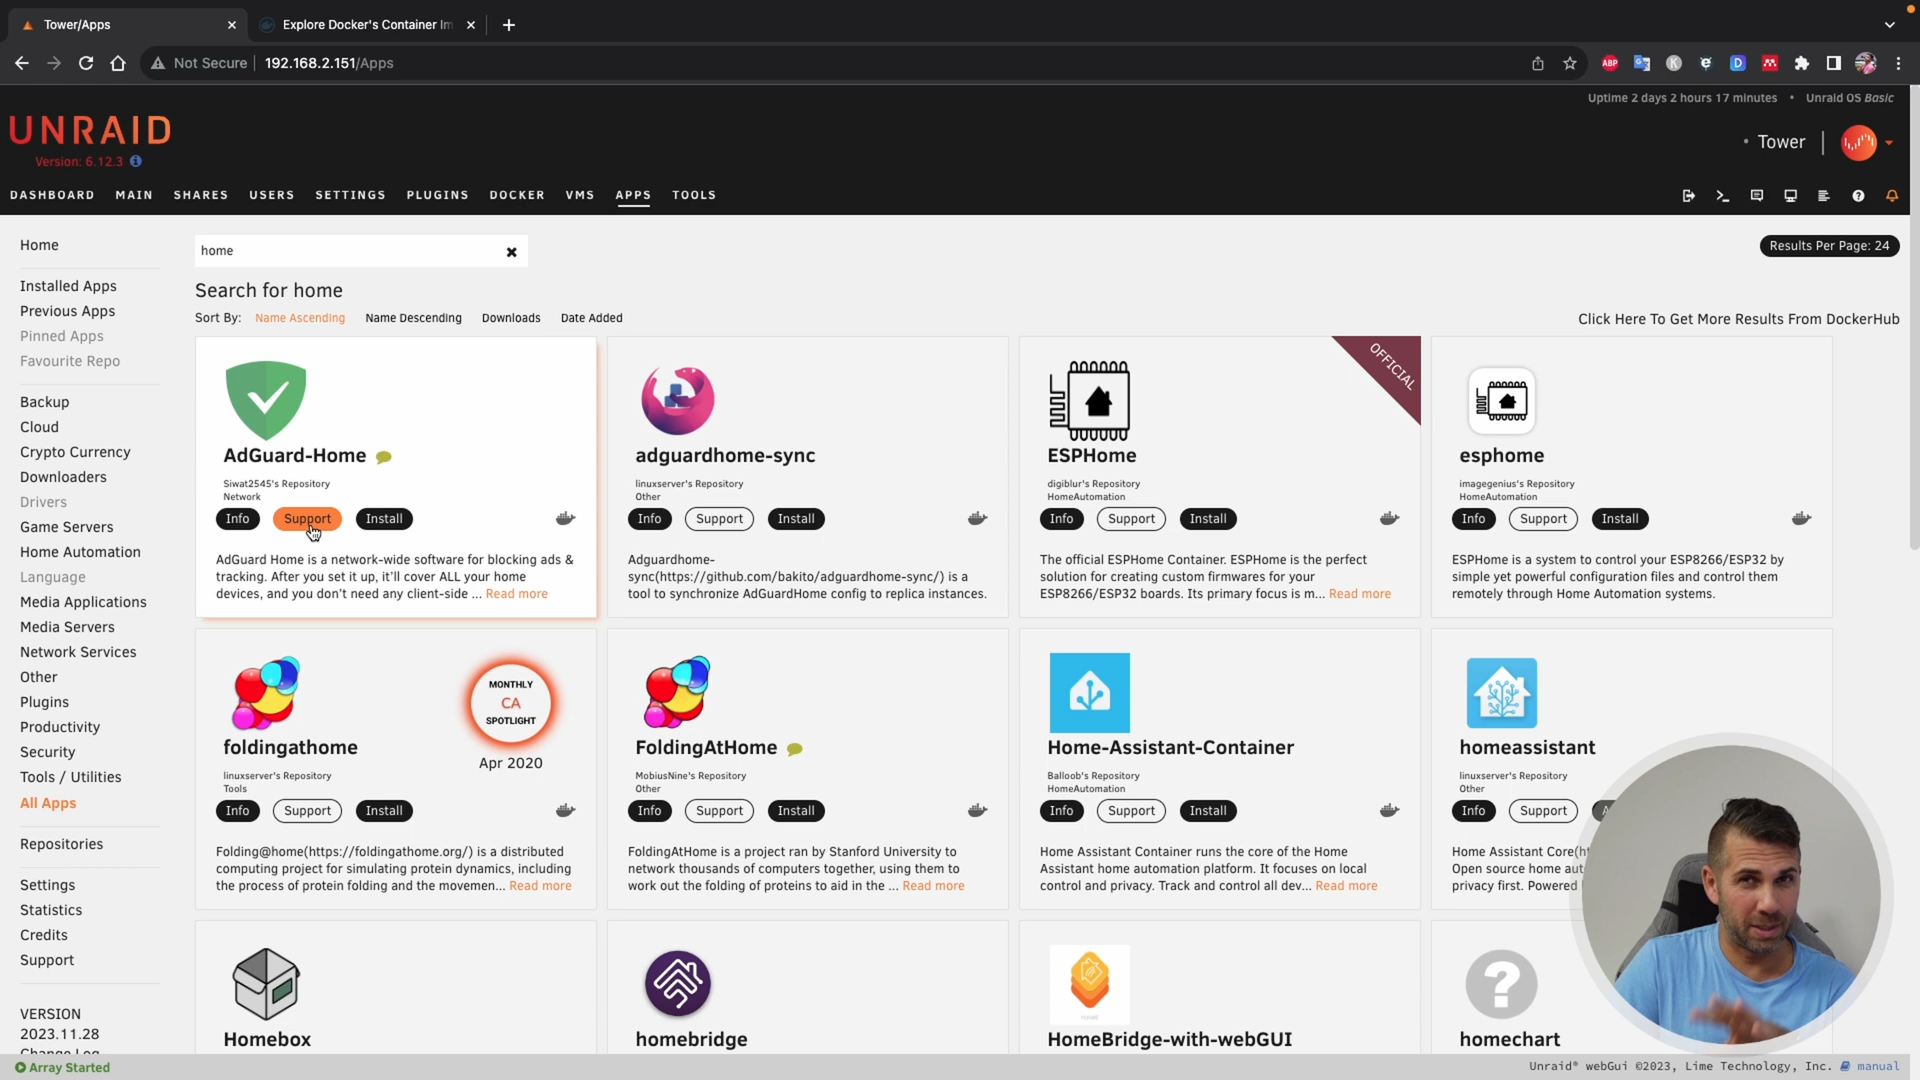 Tower/Apps
Explore Docker's Container Im
Not Secure
192.168.2.151/Apps
ABP
Uptime 2 days 2 hours 17 minutes • Unraid OS Basic
UNRAID
Version: 6.12.3
• Tower
DASHBOARD MAIN SHARES USERS SETTINGS PLUGINS DOCKER VMS APPS TOOLS
Home
Installed Apps
Previous Apps
Pinned Apps
Favourite Repo
Backup
Cloud
Crypto Currency
Downloaders
Drivers
Game Servers
Home Automation
Language
Media Applications
Media Servers
Network Services
Other
Plugins
Productivity
Security
Tools / Utilities
All Apps
Repositories
Settings
Statistics
Credits
Support
VERSION
2023.11.28
Change Log
home
Results Per Page: 24
Search for home
Sort By: Name Ascending Name Descending Downloads Date Added
Click Here To Get More Results From DockerHub
AdGuard-Home
Siwat2545's Repository
Network
Info Support Install
AdGuard Home is a network-wide software for blocking ads &
tracking. After you set it up, it'll cover ALL your home
devices, and you don't need any client-side ... Read more
adguardhome-sync
linuxserver's Repository
Other
Info Support Install
Adguardhome-
sync(https://github.com/bakito/adguardhome-sync/) is a
tool to synchronize AdGuardHome config to replica instances.
OFFICIAL
ESPHome
digiblur's Repository
HomeAutomation
Info Support Install
The official ESPHome Container. ESPHome is the perfect
solution for creating custom firmwares for your
ESP8266/ESP32 boards. Its primary focus is m... Read more
esphome
imagegenius's Repository
HomeAutomation
Info Support Install
ESPHome is a system to control your ESP8266/ESP32 by
simple yet powerful configuration files and control them
remotely through Home Automation systems.
MONTHLY
CA
SPOTLIGHT
Apr 2020
foldingathome
linuxserver's Repository
Tools
Info Support Install
Folding@home(https://foldingathome.org/) is a distributed
computing project for simulating protein dynamics, including
the process of protein folding and the movemen... Read more
FoldingAtHome
MobiusNine's Repository
Other
Info Support Install
FoldingAtHome is a project ran by Stanford University to
network thousands of computers together, using them to
work out the folding of proteins to aid in the ... Read more
Home-Assistant-Container
Balloob's Repository
HomeAutomation
Info Support Install
Home Assistant Container runs the core of the Home
Assistant home automation platform. It focuses on local
control and privacy. Track and control all dev... Read more
homeassistant
linuxserver's Repository
Other
Info Support A
Home Assistant Core(h
Open source home aut
privacy first. Powered
Homebox
homebridge
HomeBridge-with-webGUI
homechart
Array Started
Unraid® webGui ©2023, Lime Technology, Inc. manual